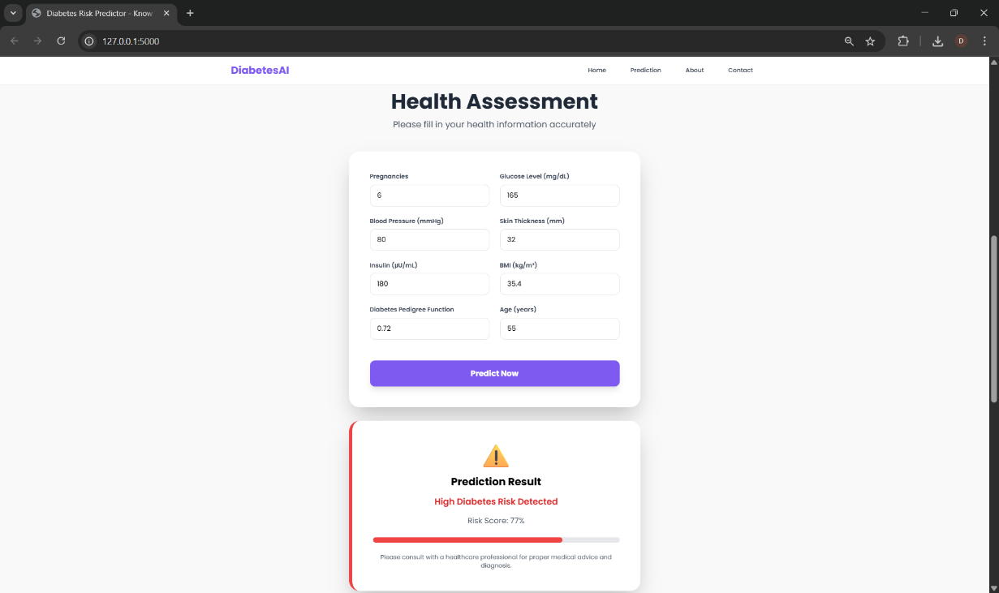 Diabetes Risk Predictor - Know
127.0.0.1:5000
D
DiabetesAI
Home
Prediction
About
Contact
Health Assessment
Please fill in your health information accurately
Pregnancies
Glucose Level (mg/dL)
6
165
Blood Pressure (mmHg)
Skin Thickness (mm)
80
32
Insulin (μU/mL)
BMI (kg/m²)
180
35.4
Diabetes Pedigree Function
Age (years)
0.72
55
Predict Now
Prediction Result
High Diabetes Risk Detected
Risk Score: 77%
Please consult with a healthcare professional for proper medical advice and
diagnosis.